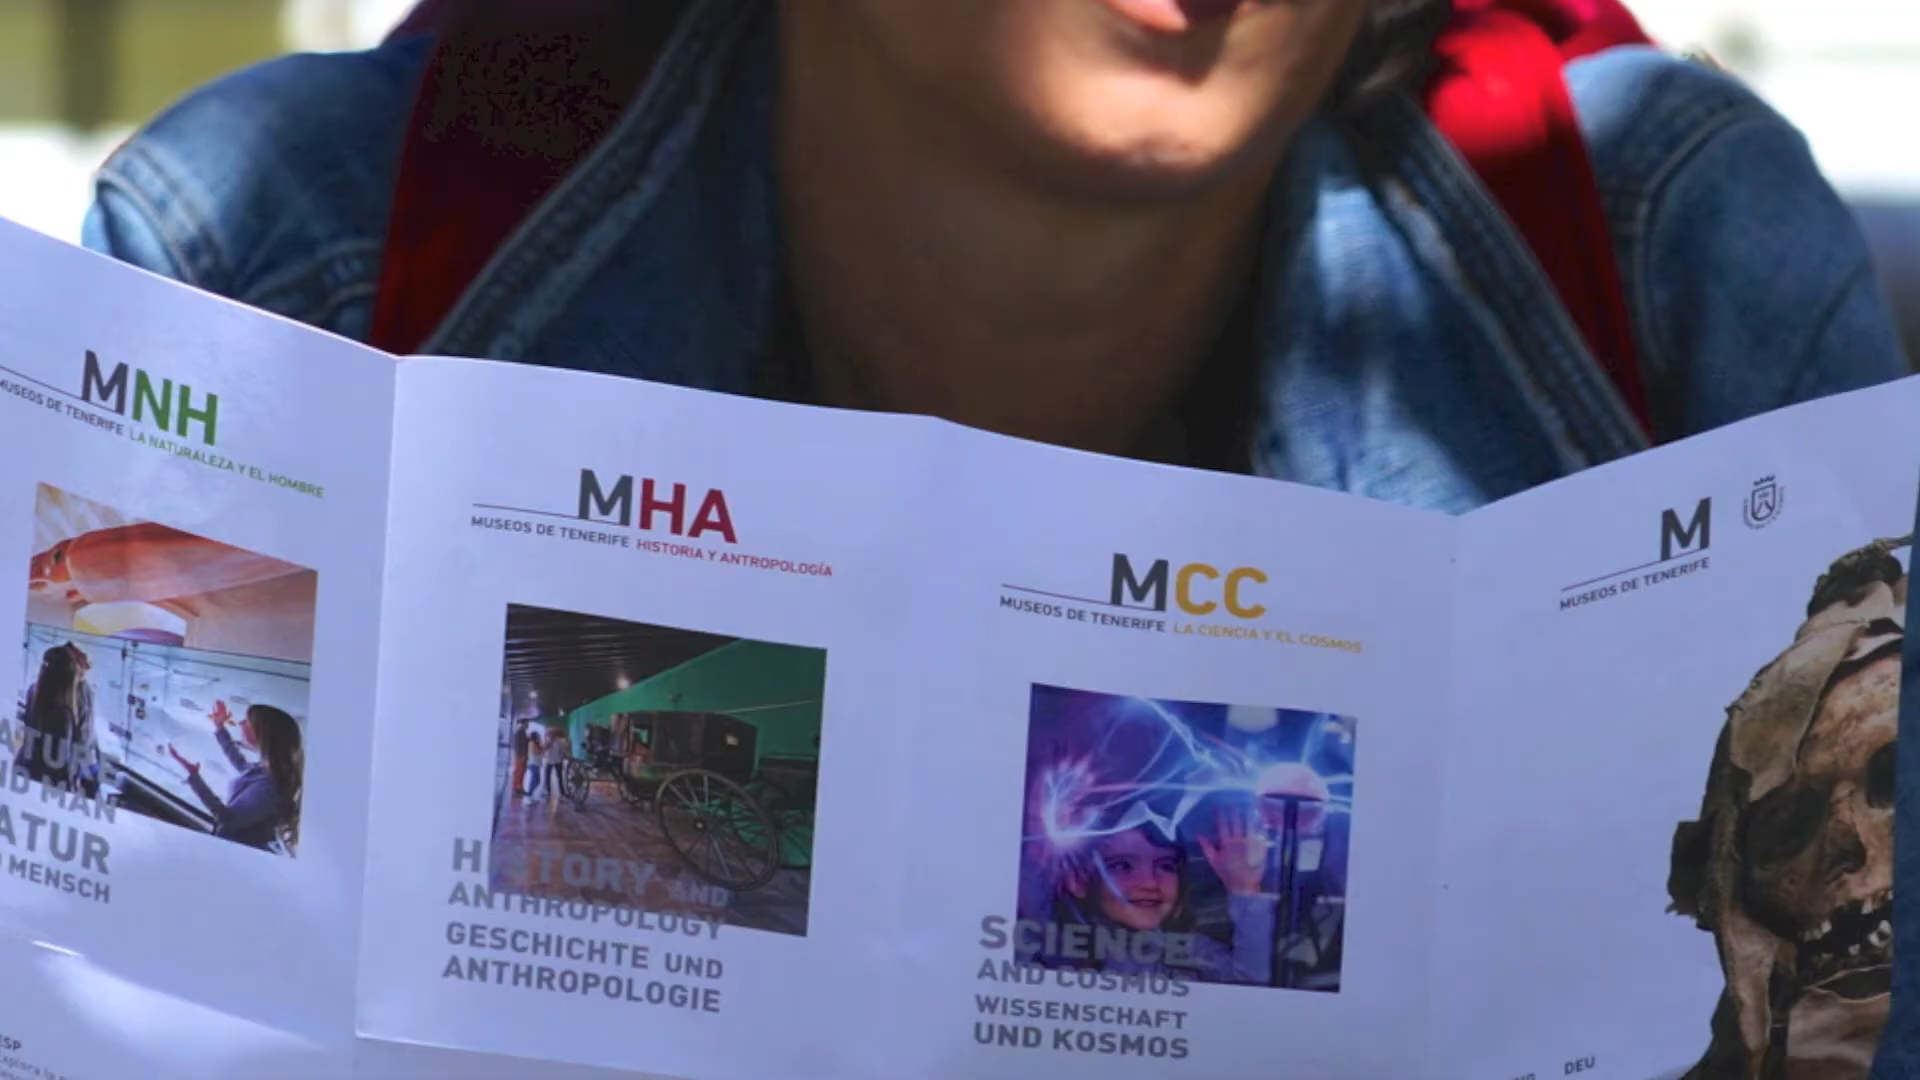 MNH
MUSEOS DE TENERIFE LA NATURALEZA Y EL HOMBRE
MENSCH
ESP
MHA
MUSEOS DE TENERIFE HISTORIA Y ANTROPOLOGÍA
HISTORY AND
ANTHROPOLOGY
GESCHICHTE UND
ANTHROPOLOGIE
MCC
MUSEOS DE TENERIFE LA CIENCIA Y EL COSMOS
SCIENCE
AND COSMOS
WISSENSCHAFT
UND KOSMOS
M
MUSEOS DE TENERIFE
DEU